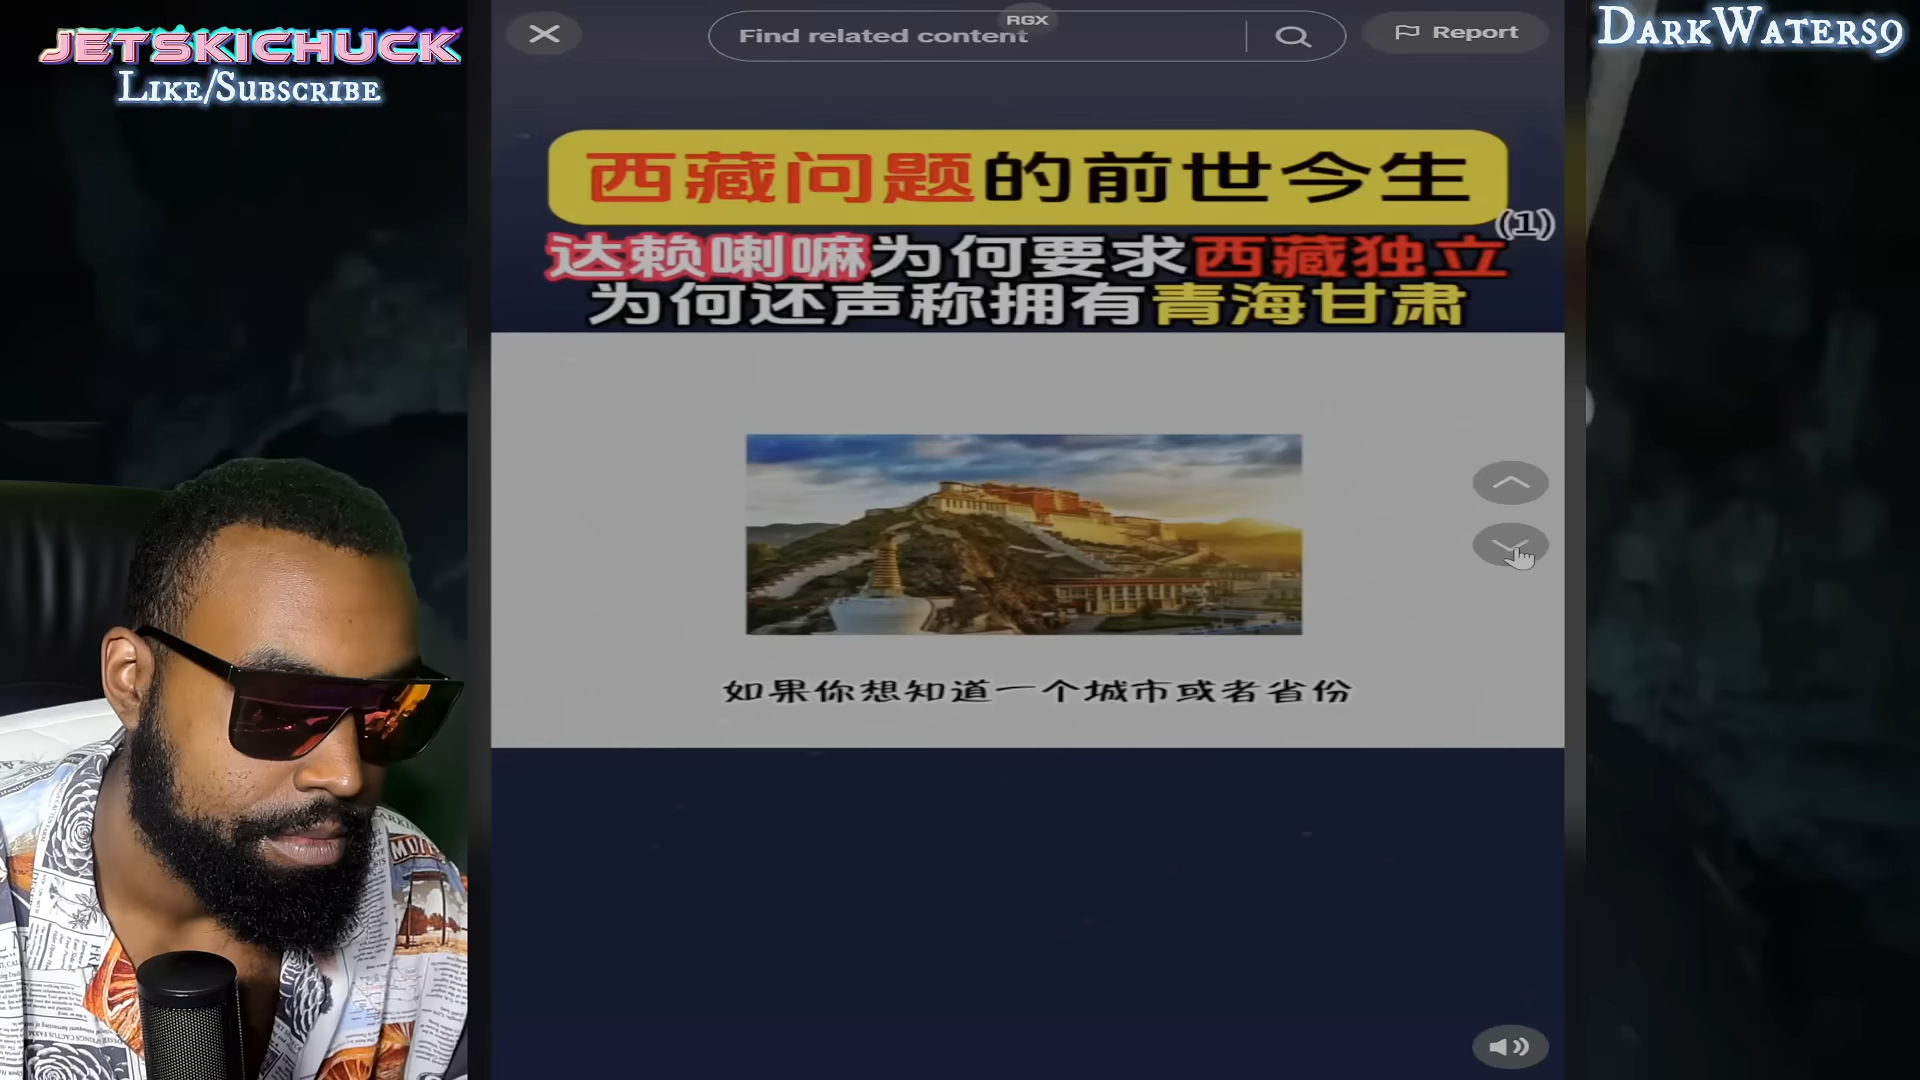 JETSKICHUCK
LIKE/SUBSCRIBE
RGX
Find related content
Report
DARKWATERS9
西藏问题的前世今生
(1)
达赖喇嘛为何要求西藏独立
为何还声称拥有青海甘肃
如果你想知道一个城市或者省份